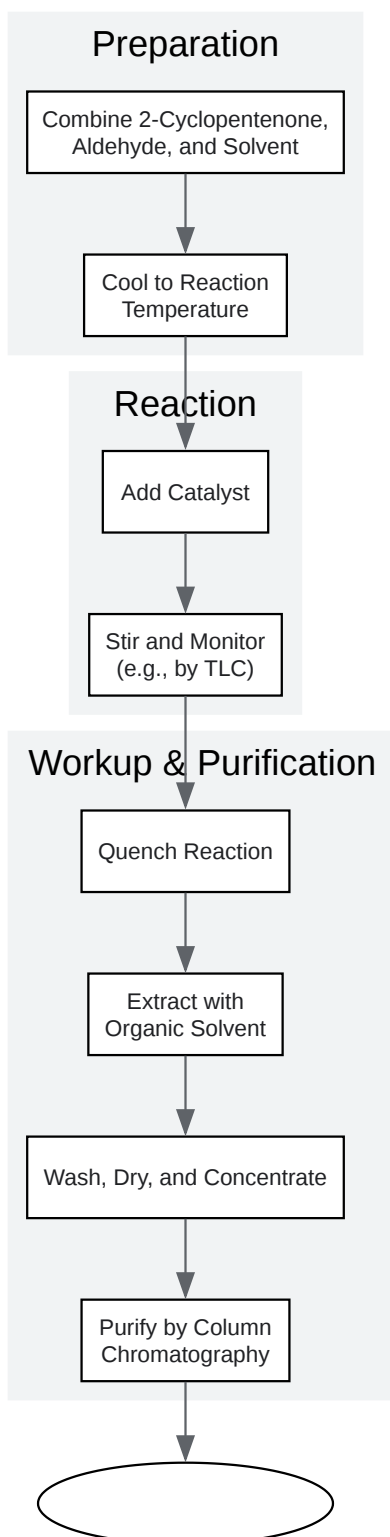 Preparation
Combine 2-Cyclopentenone,
Aldehyde, and Solvent
Cool to Reaction
Temperature
Reaction
Add Catalyst
Stir and Monitor
(e.g., by TLC)
Workup & Purification
Quench Reaction
Extract with
Organic Solvent
Wash, Dry, and Concentrate
Purify by Column
Chromatography